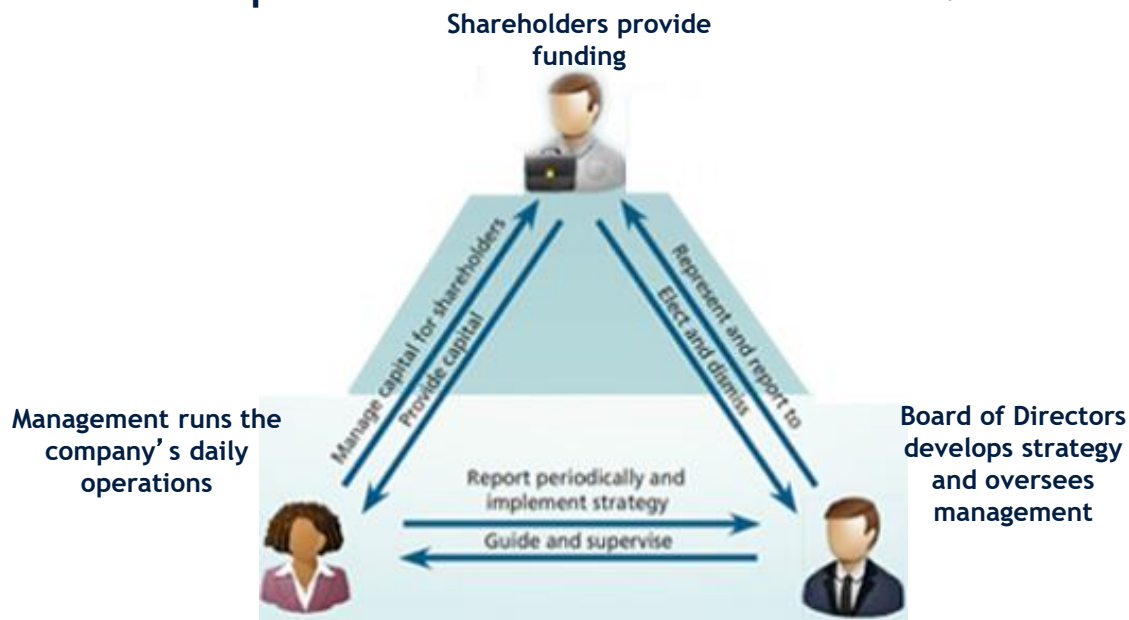 Shareholders provide
funding
Manage capital for shareholders
Provide capital
Elect and dismiss
Represent and report to
Management runs the
company's daily
operations
Report periodically and
implement strategy
Guide and supervise
Board of Directors
develops strategy
and oversees
management